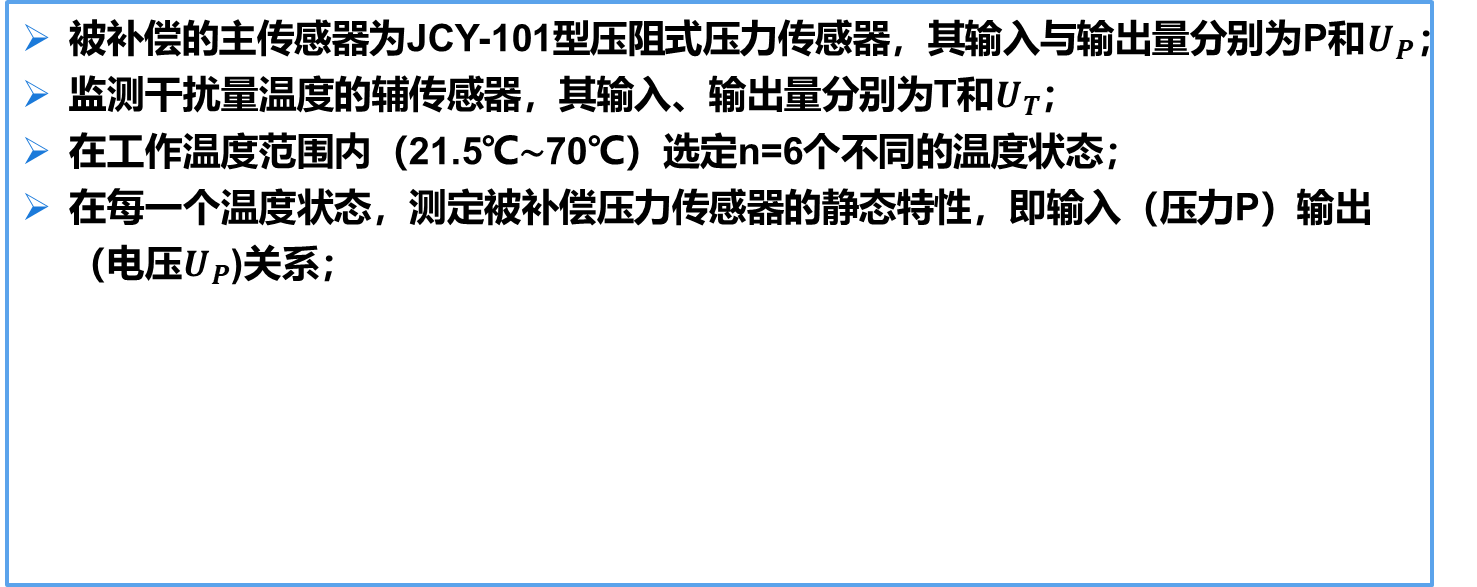 ➢ 被补偿的主传感器为JCY-101型压阻式压力传感器，其输入与输出量分别为P和U_P；
➢ 监测干扰量温度的辅传感器，其输入、输出量分别为T和U_T；
➢ 在工作温度范围内（21.5℃~70℃）选定n=6个不同的温度状态；
➢ 在每一个温度状态，测定被补偿压力传感器的静态特性，即输入（压力P）输出
（电压U_P)关系；